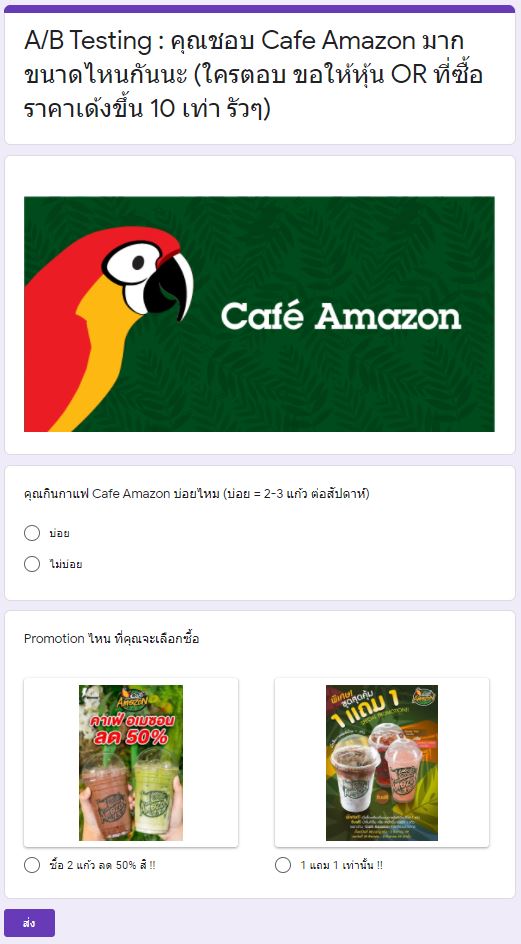 A/B Testing : คุณชอบ Cafe Amazon มาก
ขนาดไหนกันนะ (ใครตอบ ขอให้หุ้น OR ที่ซื้อ
ราคาเด้งขึ้น 10 เท่า รัวๆ)
Café Amazon
คุณกินกาแฟ Cafe Amazon บ่อยไหม (บ่อย = 2-3 แก้ว ต่อสัปดาห์)
บ่อย
ไม่บ่อย
Promotion ไหน ที่คุณจะเลือกซื้อ
Café
AMAZON
คาเฟ่ อเมซอน
ลด 50%
พิเศษ!
ชุดสุดคุ้ม
1 แถม 1
ซื้อ 2 แก้ว ลด 50% สิ !!
1 แถม 1 เท่านั้น !!
ส่ง